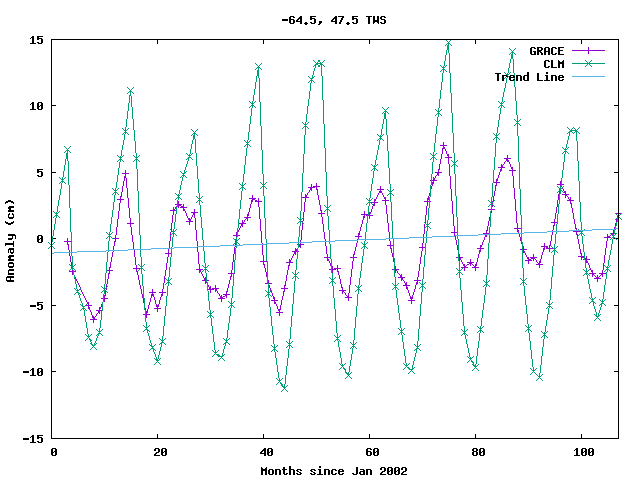 -64.5, 47.5 TWS
GRACE
CLM
Trend Line
15
10
5
0
-5
-10
-15
Anomaly (cm)
0 20 40 60 80 100
Months since Jan 2002